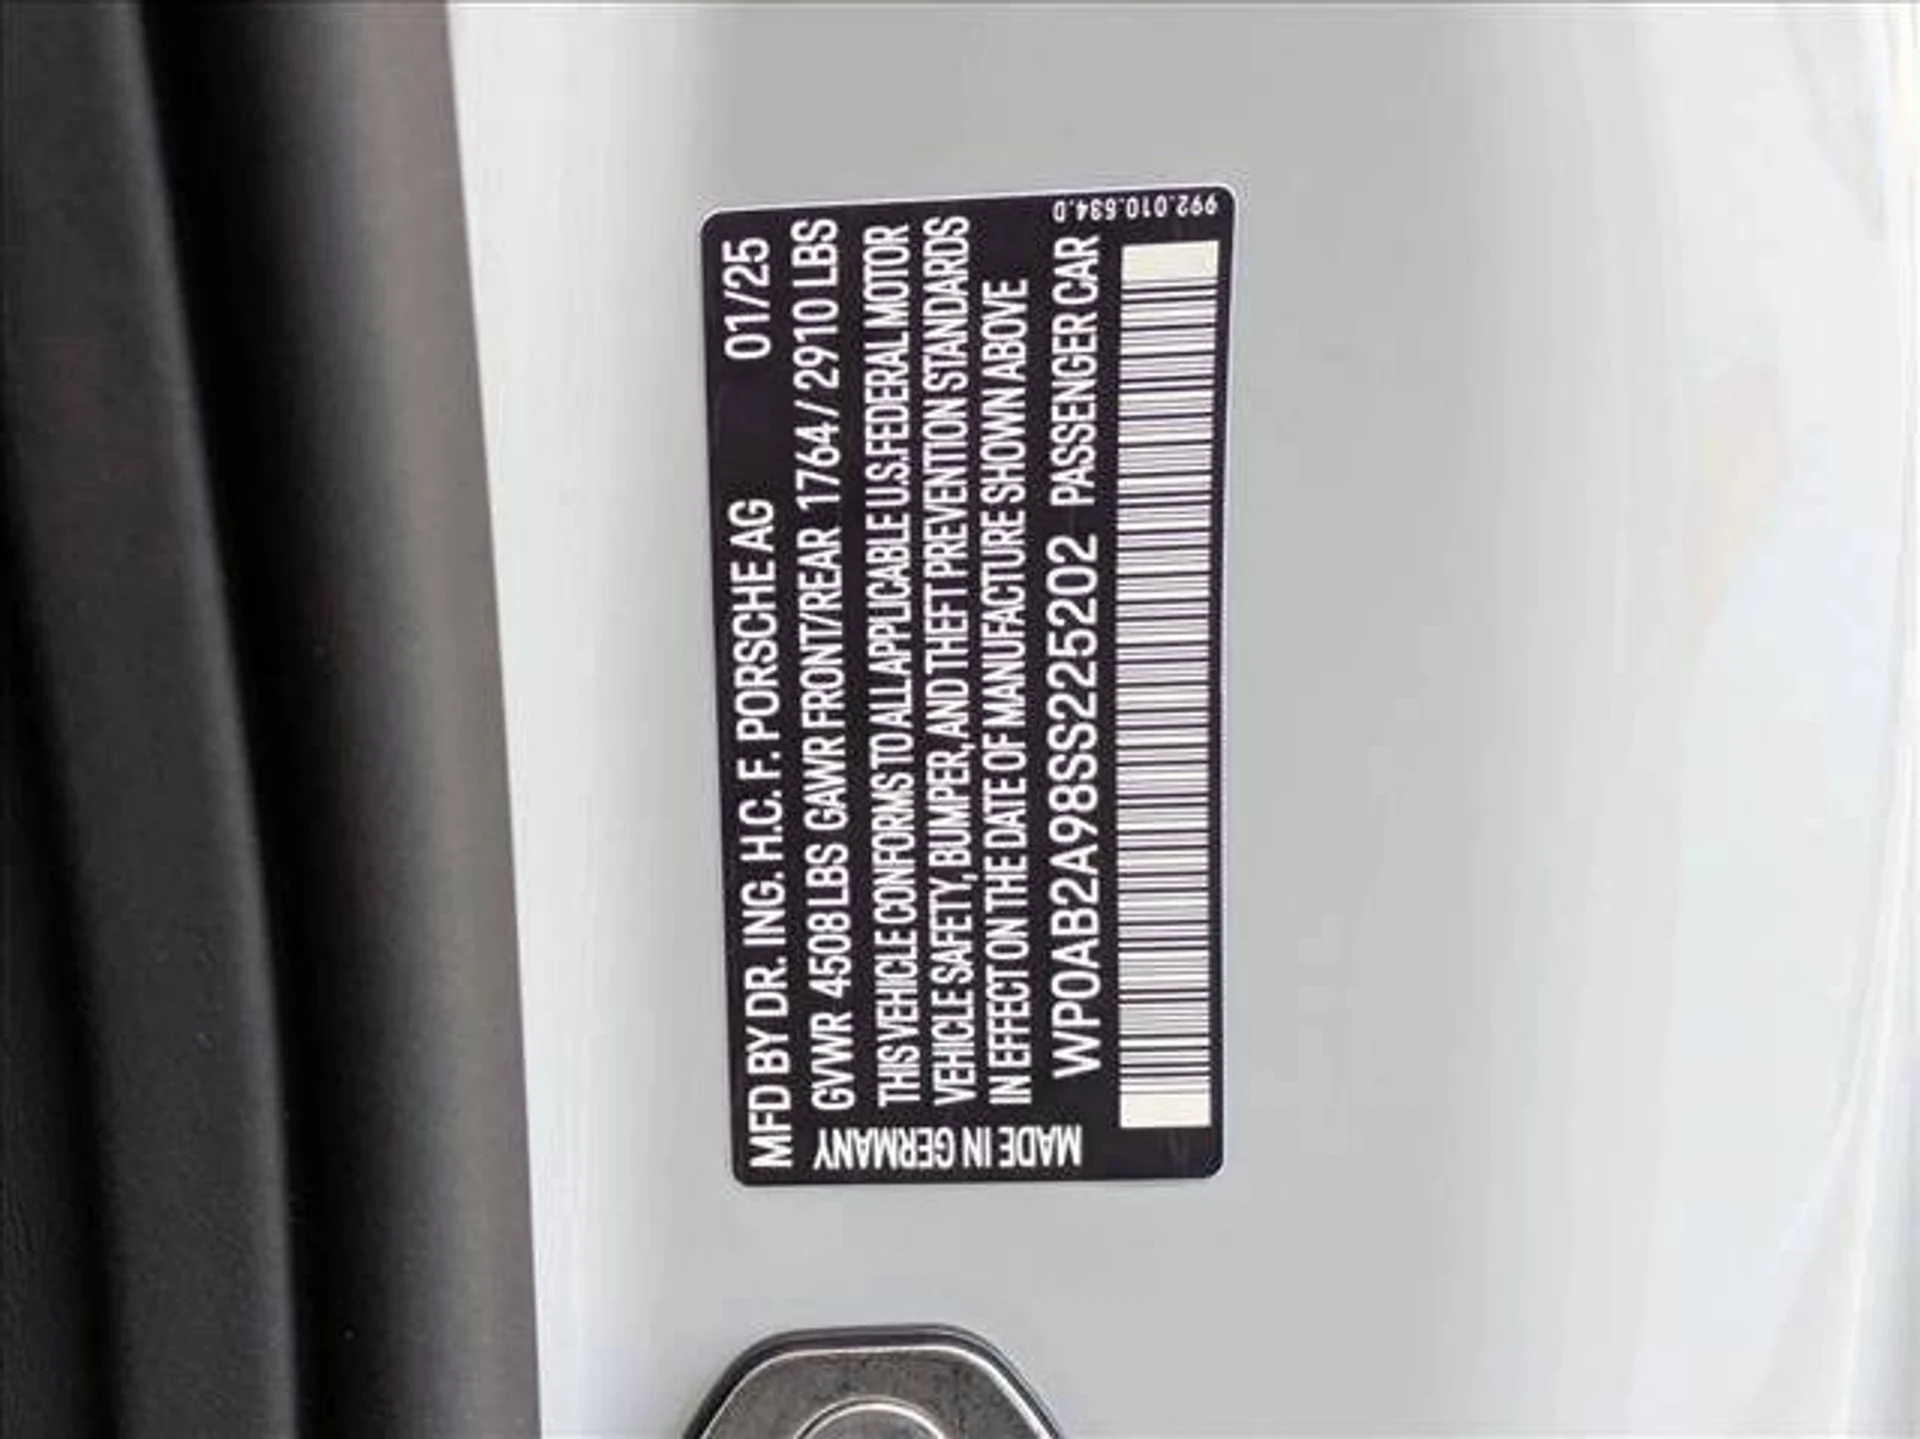 MFD BY DR. ING. H.C. F. PORSCHE AG 01/25
GVWR 4508 LBS GAWR FRONT/REAR 1764 / 2910 LBS
THIS VEHICLE CONFORMS TO ALL APPLICABLE U.S. FEDERAL MOTOR
VEHICLE SAFETY, BUMPER, AND THEFT PREVENTION STANDARDS
IN EFFECT ON THE DATE OF MANUFACTURE SHOWN ABOVE
WP0AB2A98SS225202 PASSENGER CAR
MADE IN GERMANY
992.010.534.D